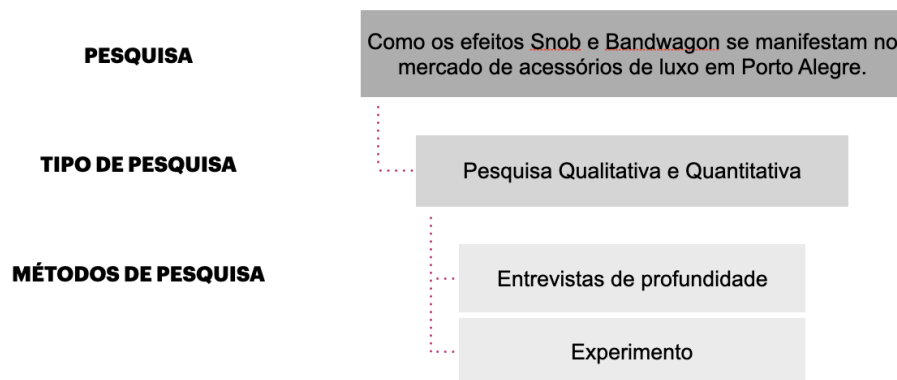 PESQUISA
Como os efeitos Snob e Bandwagon se manifestam no
mercado de acessórios de luxo em Porto Alegre.
TIPO DE PESQUISA
Pesquisa Qualitativa e Quantitativa
MÉTODOS DE PESQUISA
Entrevistas de profundidade
Experimento